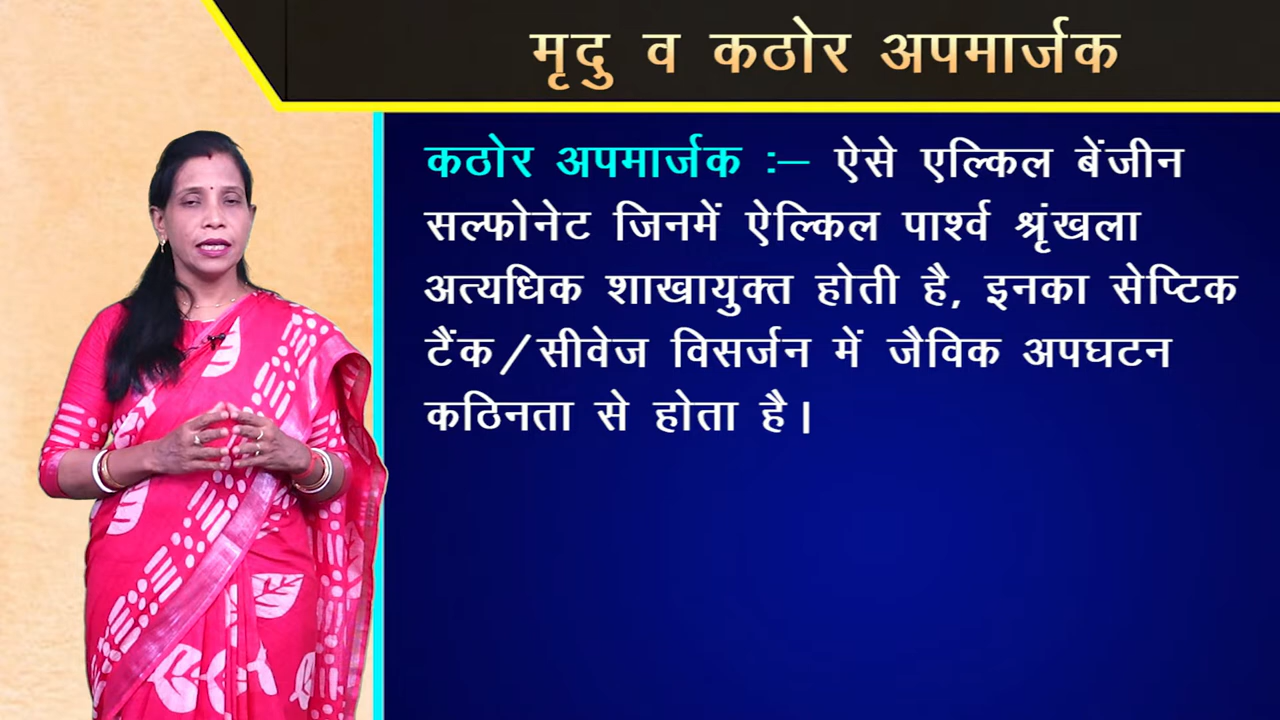 मृदु व कठोर अपमार्जक
कठोर अपमार्जक :– ऐसे एल्किल बेंजीन
सल्फोनेट जिनमें ऐल्किल पार्श्व श्रृंखला
अत्यधिक शाखायुक्त होती है, इनका सेप्टिक
टैंक/सीवेज विसर्जन में जैविक अपघटन
कठिनता से होता है।